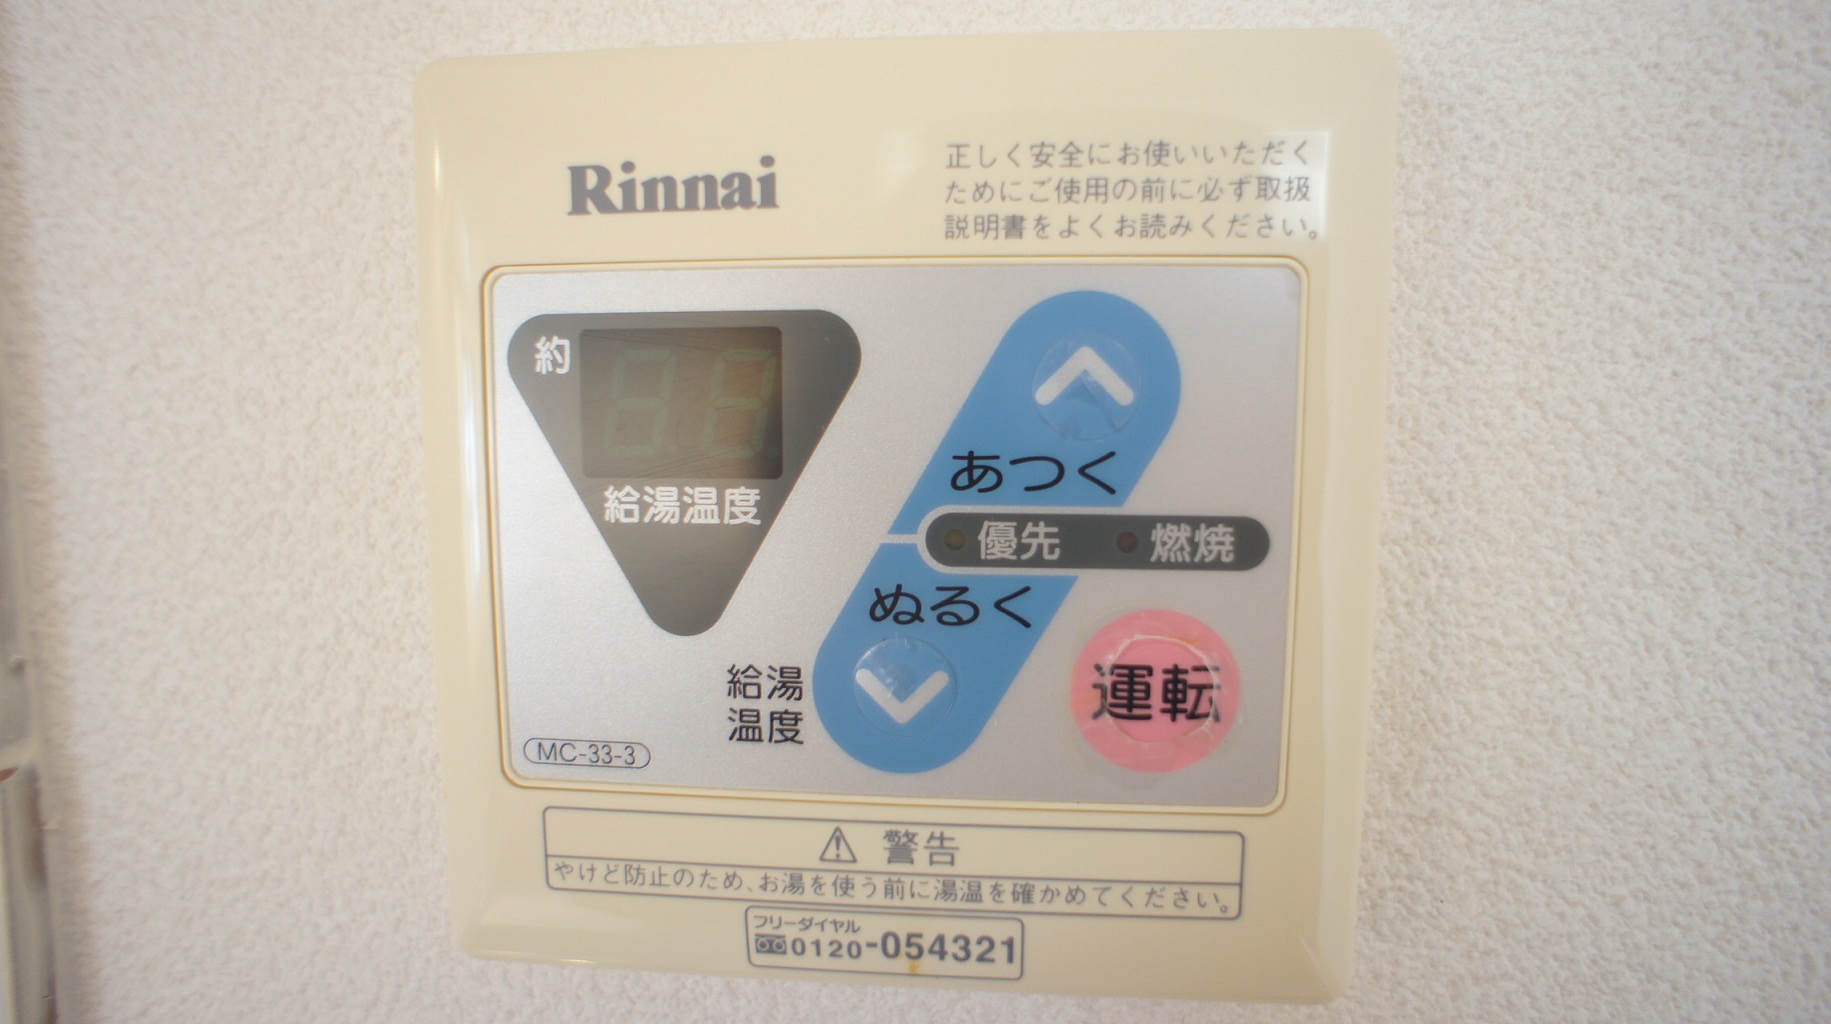 Rinnai
正しく安全にお使いいただく
ためにご使用の前に必ず取扱
説明書をよくお読みください。
約
給湯温度
あつく
優先 燃焼
ぬるく
給湯
温度
運転
MC-33-3
警告
やけど防止のため、お湯を使う前に湯温を確かめてください。
フリーダイヤル
0120-054321